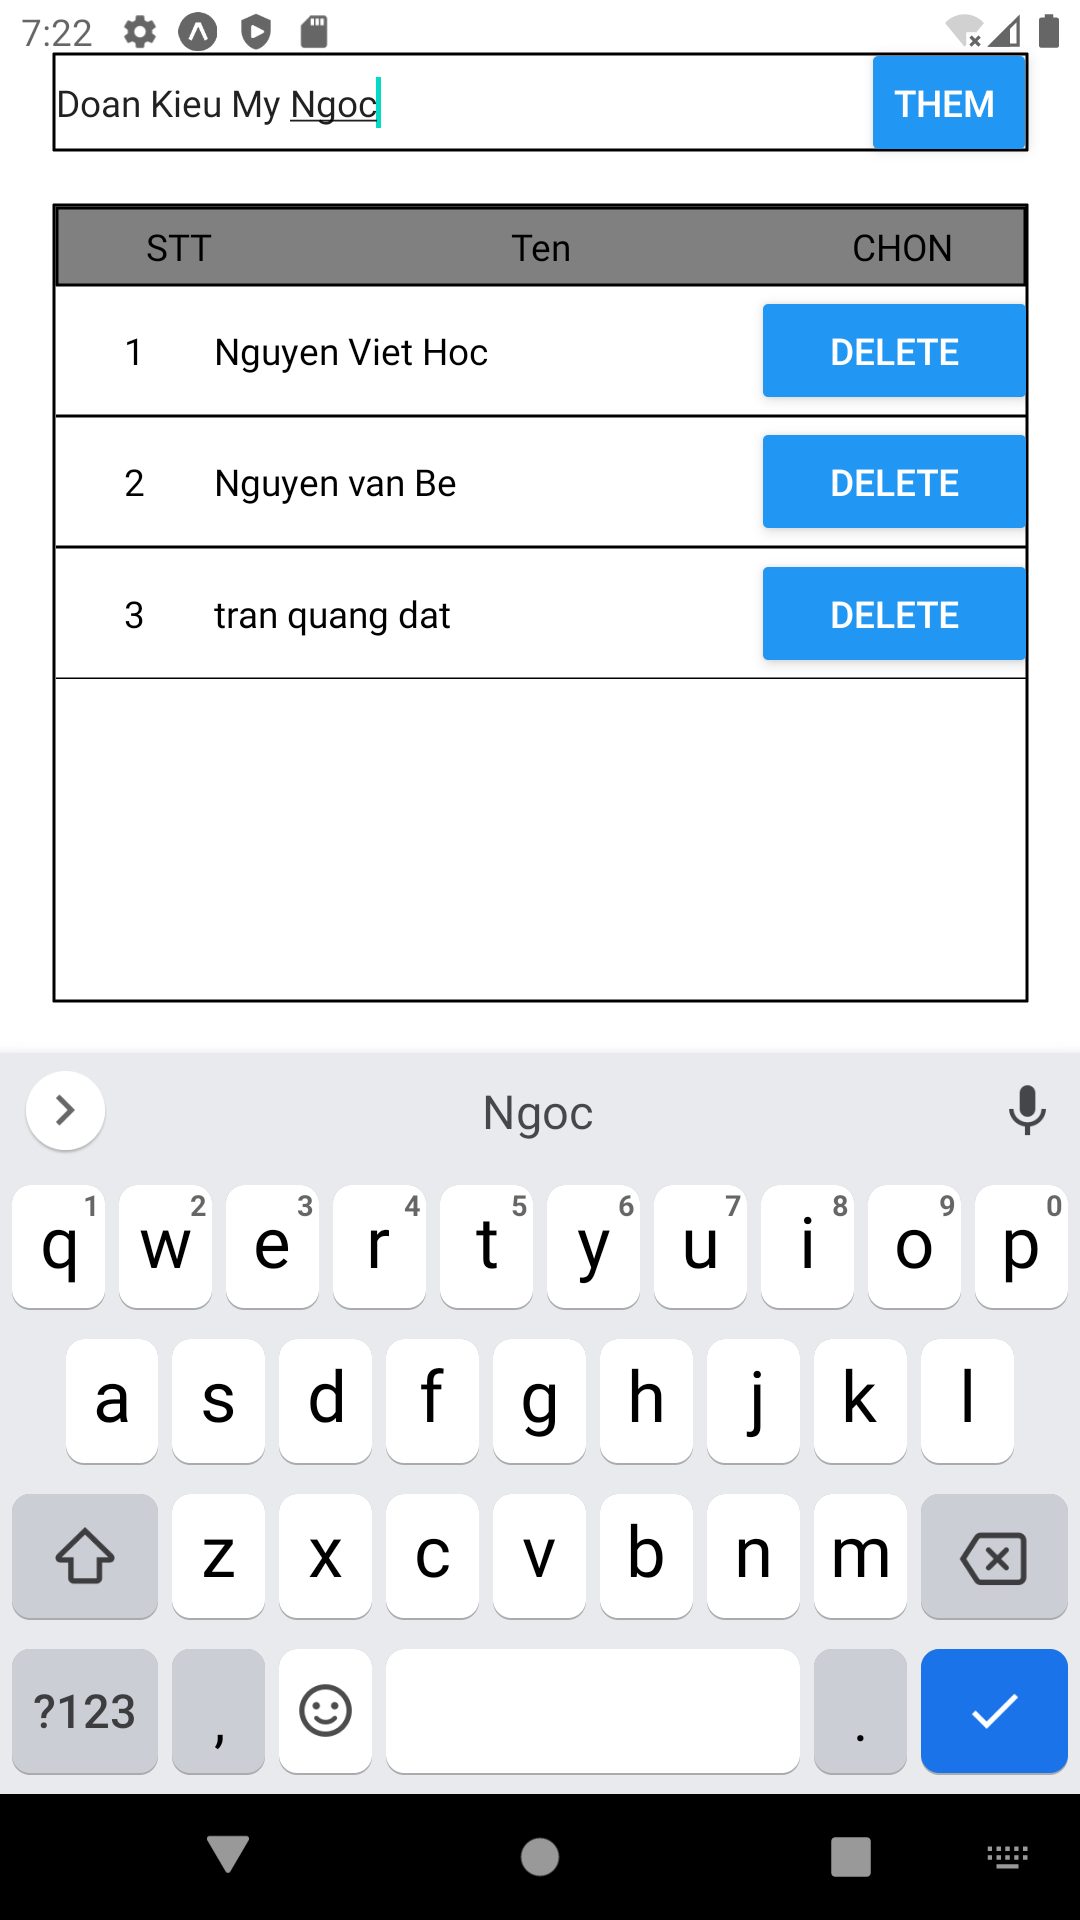 7:22
Doan Kieu My Ngoc THEM
STT Ten CHON
1 Nguyen Viet Hoc DELETE
2 Nguyen van Be DELETE
3 tran quang dat DELETE
Ngoc
1 2 3 4 5 6 7 8 9 0
q w e r t y u i o p
a s d f g h j k l
z x c v b n m
?123 , .